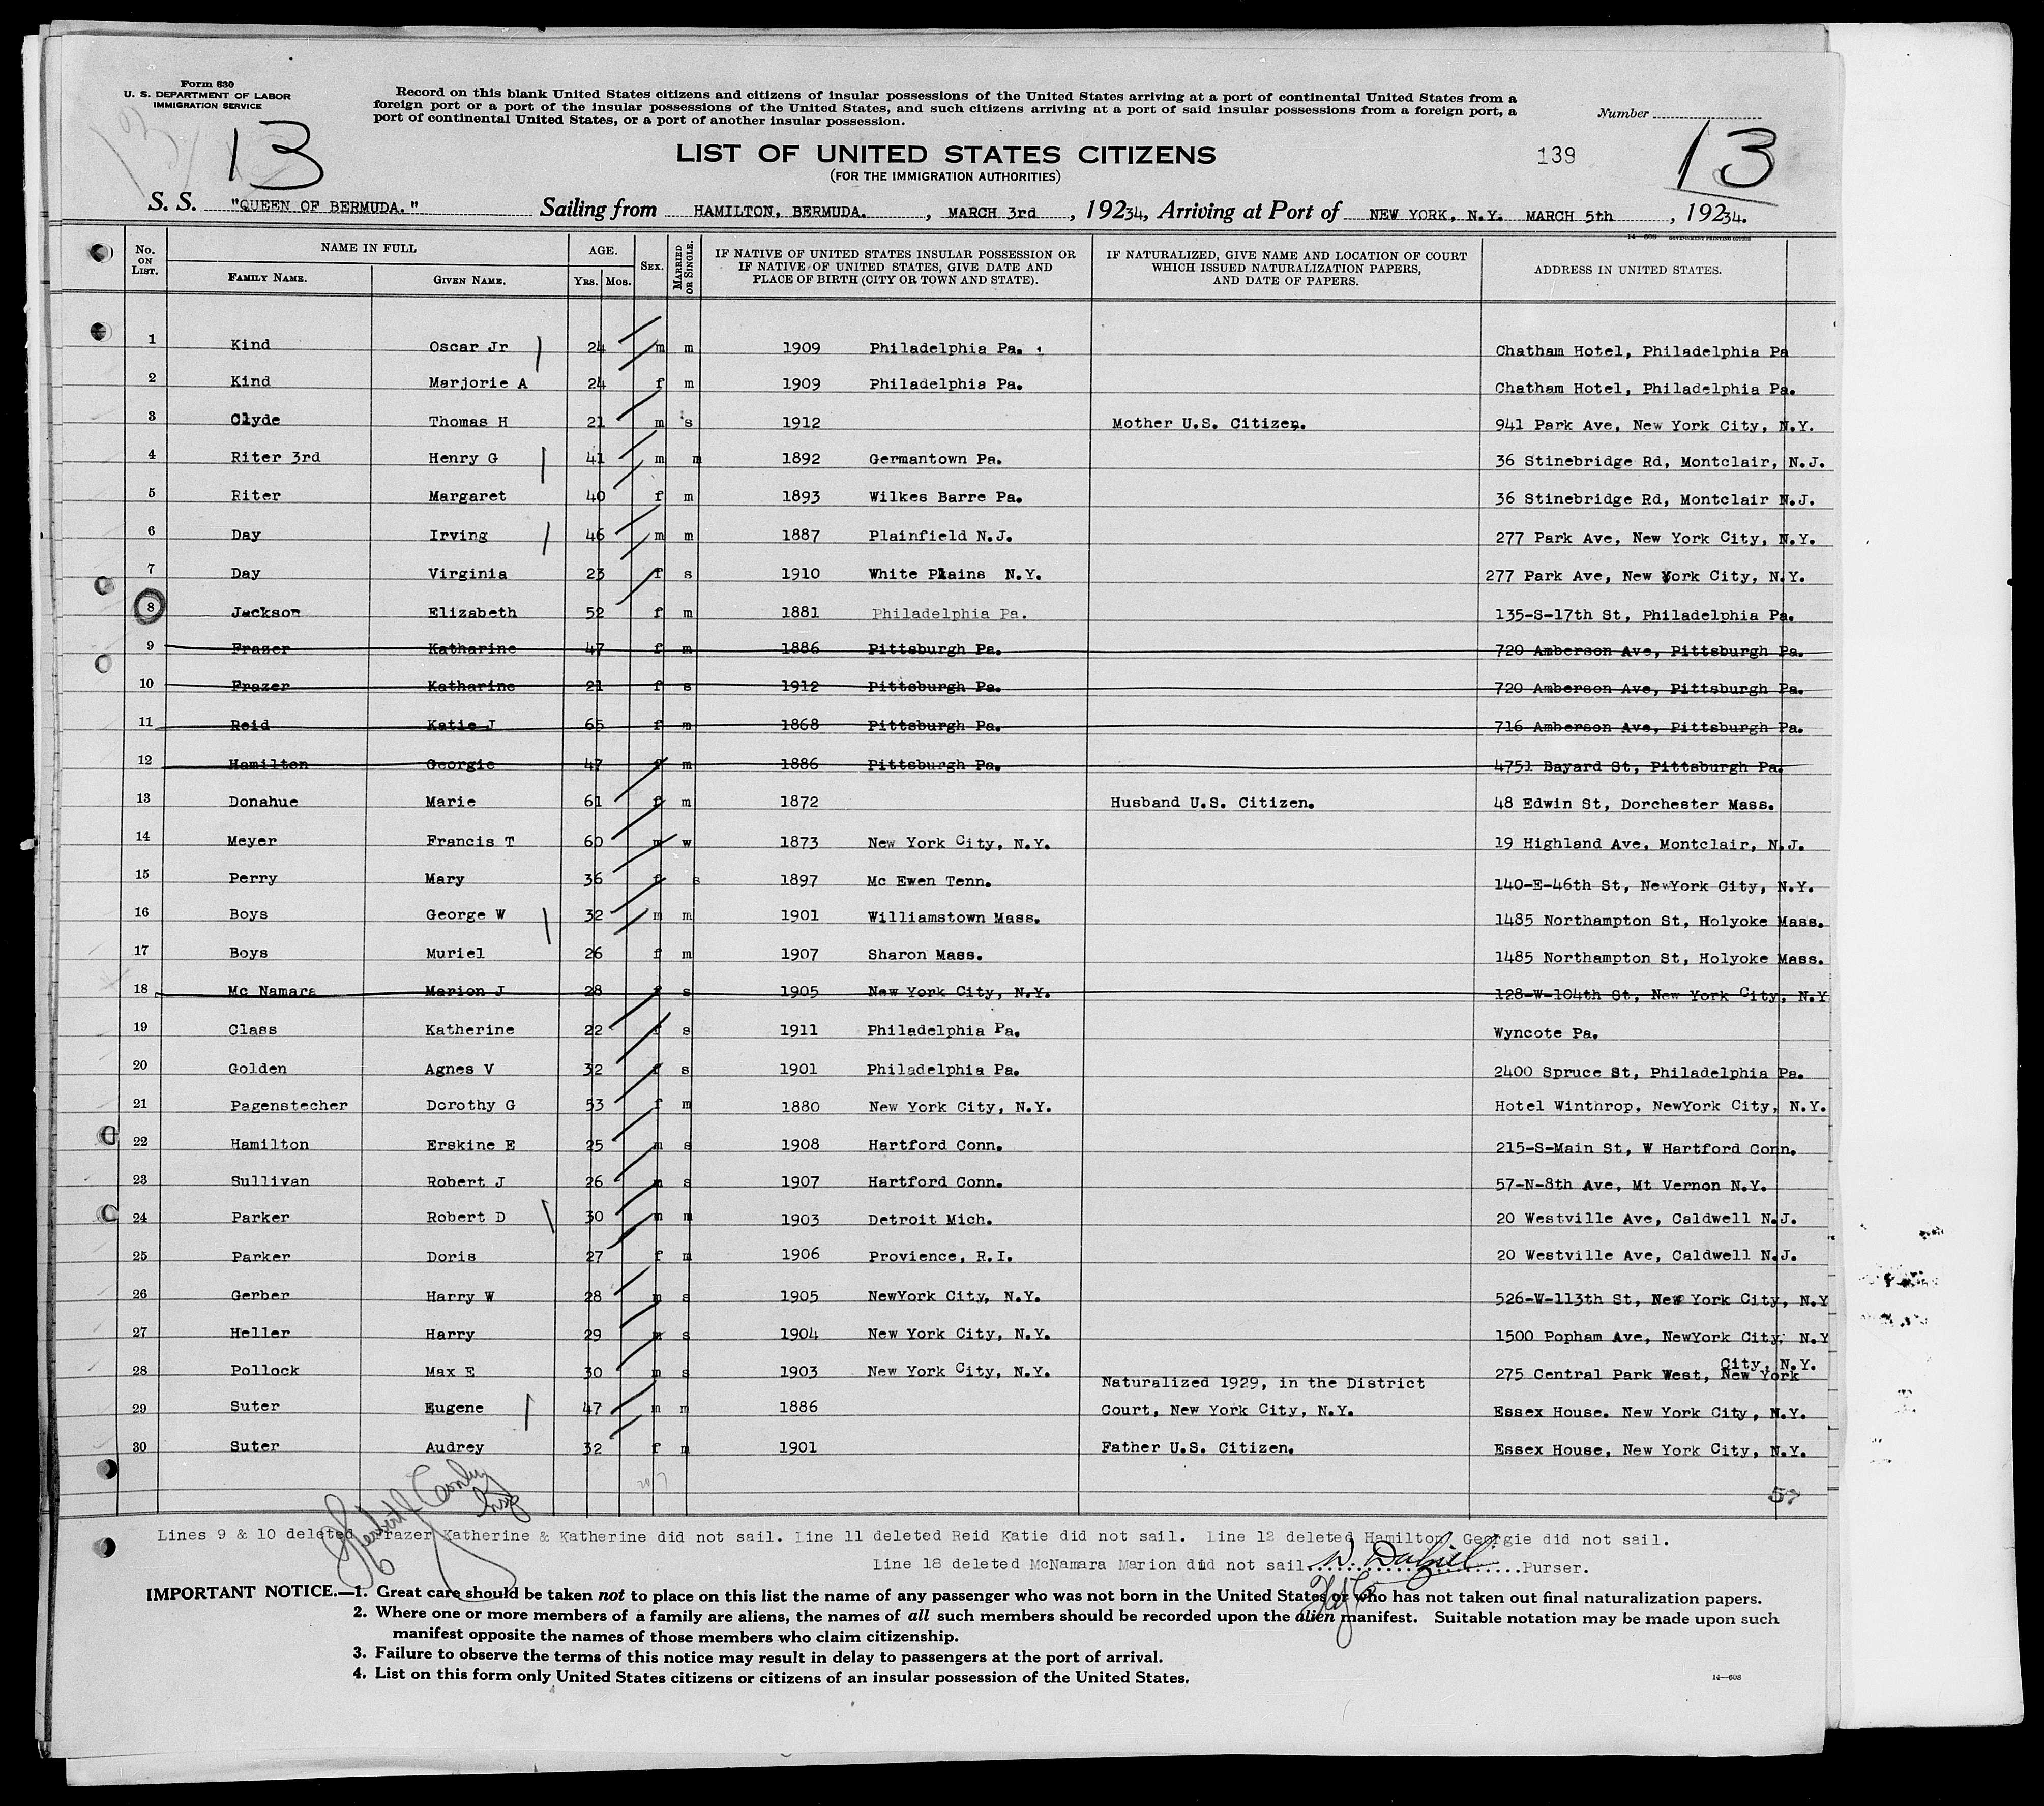 Form 630
U. S. DEPARTMENT OF LABOR
IMMIGRATION SERVICE
Record on this blank United States citizens and citizens of insular possessions of the United States arriving at a port of continental United States from a
foreign port or a port of the insular possessions of the United States, and such citizens arriving at a port of said insular possessions from a foreign port, a
port of continental United States, or a port of another insular possession.
Number
13
LIST OF UNITED STATES CITIZENS
139
13
(FOR THE IMMIGRATION AUTHORITIES)
S. S. "QUEEN OF BERMUDA." Sailing from HAMILTON, BERMUDA. , MARCH 3rd , 19234, Arriving at Port of NEW YORK, N.Y. MARCH 5th , 19234.
14—608 GOVERNMENT PRINTING OFFICE
No. ON LIST. NAME IN FULL FAMILY NAME. GIVEN NAME. AGE. YRS. MOS. SEX. MARRIED OR SINGLE. IF NATIVE OF UNITED STATES INSULAR POSSESSION OR IF NATIVE OF UNITED STATES, GIVE DATE AND PLACE OF BIRTH (CITY OR TOWN AND STATE). IF NATURALIZED, GIVE NAME AND LOCATION OF COURT WHICH ISSUED NATURALIZATION PAPERS, AND DATE OF PAPERS. ADDRESS IN UNITED STATES.
1 Kind Oscar Jr 24 m m 1909 Philadelphia Pa. Chatham Hotel, Philadelphia Pa
2 Kind Marjorie A 24 f m 1909 Philadelphia Pa. Chatham Hotel, Philadelphia Pa.
3 Clyde Thomas H 21 m s 1912 Mother U.S. Citizen. 941 Park Ave, New York City, N.Y.
4 Riter 3rd Henry G 41 m m 1892 Germantown Pa. 36 Stinebridge Rd, Montclair, N.J.
5 Riter Margaret 40 f m 1893 Wilkes Barre Pa. 36 Stinebridge Rd, Montclair N.J.
6 Day Irving 46 m m 1887 Plainfield N.J. 277 Park Ave, New York City, N.Y.
7 Day Virginia 23 f s 1910 White Plains N.Y. 277 Park Ave, New York City, N.Y.
8 Jackson Elizabeth 52 f m 1881 Philadelphia Pa. 135-S-17th St, Philadelphia Pa.
9 Frazer Katharine 47 f m 1886 Pittsburgh Pa. 720 Amberson Ave, Pittsburgh Pa.
10 Frazer Katharine 21 f s 1912 Pittsburgh Pa. 720 Amberson Ave, Pittsburgh Pa.
11 Reid Katie J 65 f m 1868 Pittsburgh Pa. 716 Amberson Ave, Pittsburgh Pa.
12 Hamilton Georgie 47 f m 1886 Pittsburgh Pa. 4751 Bayard St, Pittsburgh Pa.
13 Donahue Marie 61 f m 1872 Husband U.S. Citizen. 48 Edwin St, Dorchester Mass.
14 Meyer Francis T 60 m w 1873 New York City, N.Y. 19 Highland Ave, Montclair, N.J.
15 Perry Mary 36 f s 1897 Mc Ewen Tenn. 140-E-46th St, NewYork City, N.Y.
16 Boys George W 32 m m 1901 Williamstown Mass. 1485 Northampton St, Holyoke Mass.
17 Boys Muriel 26 f m 1907 Sharon Mass. 1485 Northampton St, Holyoke Mass.
18 Mc Namara Marion J 28 f s 1905 New York City, N.Y. 128-W-104th St, New York City, N.Y
19 Class Katherine 22 f s 1911 Philadelphia Pa. Wyncote Pa.
20 Golden Agnes V 32 f s 1901 Philadelphia Pa. 2400 Spruce St, Philadelphia Pa.
21 Pagenstecher Dorothy G 53 f m 1880 New York City, N.Y. Hotel Winthrop, NewYork City, N.Y.
22 Hamilton Erskine E 25 m s 1908 Hartford Conn. 215-S-Main St, W Hartford Conn.
23 Sullivan Robert J 26 m s 1907 Hartford Conn. 57-N-8th Ave, Mt Vernon N.Y.
24 Parker Robert D 30 m m 1903 Detroit Mich. 20 Westville Ave, Caldwell N.J.
25 Parker Doris 27 f m 1906 Provience, R.I. 20 Westville Ave, Caldwell N.J.
26 Gerber Harry W 28 m s 1905 NewYork City, N.Y. 526-W-113th St, New York City, N.Y
27 Heller Harry 29 m s 1904 New York City, N.Y. 1500 Popham Ave, NewYork City, N.Y
City, N.Y.
28 Pollock Max E 30 m s 1903 New York City, N.Y. 275 Central Park West, New York
Naturalized 1929, in the District
29 Suter Eugene 47 m m 1886 Court, New York City, N.Y. Essex House. New York City, N.Y.
30 Suter Audrey 32 f m 1901 Father U.S. Citizen. Essex House, New York City, N.Y.
57
Lines 9 & 10 deleted Frazer Katherine & Katherine did not sail. Line 11 deleted Reid Katie did not sail. Line 12 deleted Hamilton Georgie did not sail.
Line 18 deleted McNamara Marion did not sail. Purser.
IMPORTANT NOTICE.—1. Great care should be taken not to place on this list the name of any passenger who was not born in the United States or who has not taken out final naturalization papers.
2. Where one or more members of a family are aliens, the names of all such members should be recorded upon the alien manifest. Suitable notation may be made upon such
manifest opposite the names of those members who claim citizenship.
3. Failure to observe the terms of this notice may result in delay to passengers at the port of arrival.
4. List on this form only United States citizens or citizens of an insular possession of the United States.
14—608